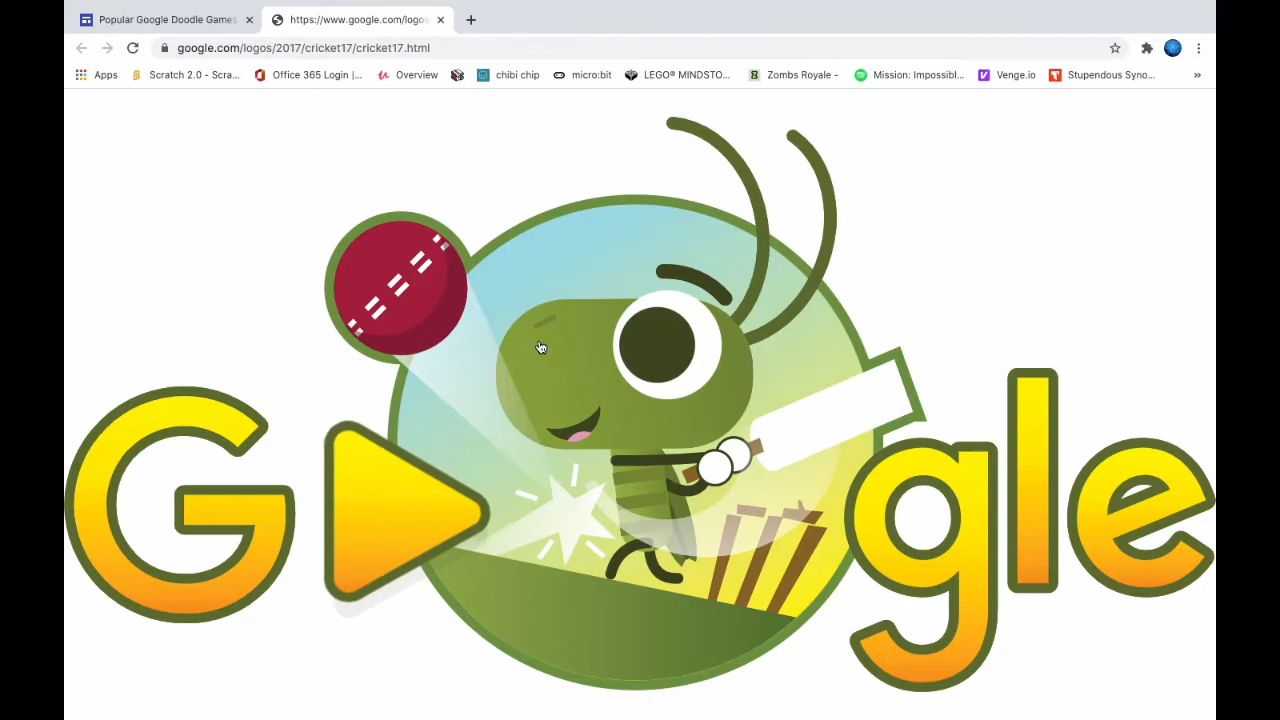 Popular Google Doodle Games
https://www.google.com/logos
google.com/logos/2017/cricket17/cricket17.html
Apps
Scratch 2.0 - Scra...
Office 365 Login |...
Overview
chibi chip
micro:bit
LEGO® MINDSTO...
Zombs Royale -
Mission: Impossibl...
Venge.io
Stupendous Syno...
»
G gle